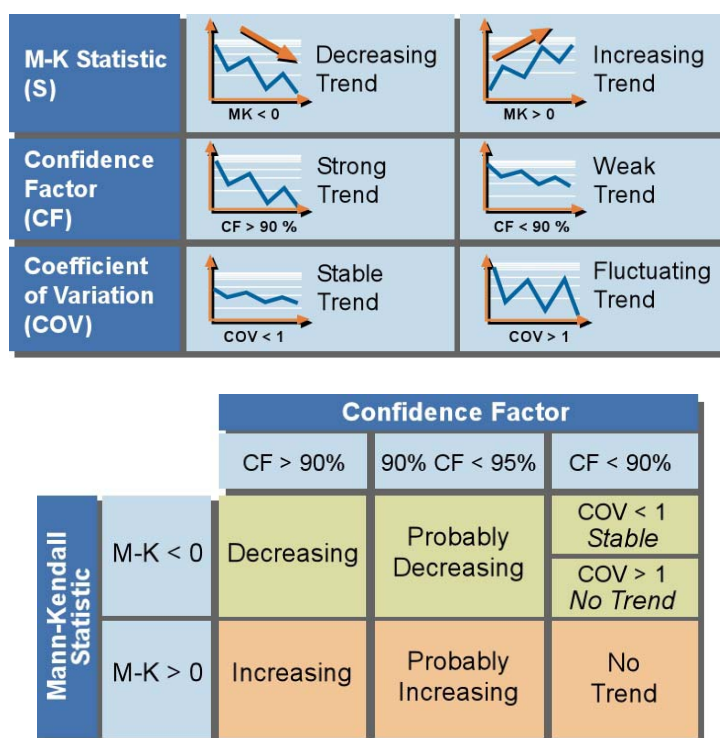 M-K Statistic
(S)
Decreasing
Trend
MK < 0
Increasing
Trend
MK > 0
Confidence
Factor
(CF)
Strong
Trend
CF > 90 %
Weak
Trend
CF < 90 %
Coefficient
of Variation
(COV)
Stable
Trend
COV < 1
Fluctuating
Trend
COV > 1
Confidence Factor
CF > 90%
90% CF < 95%
CF < 90%
Mann-Kendall
Statistic
M-K < 0
Decreasing
Probably
Decreasing
COV < 1
Stable
COV > 1
No Trend
M-K > 0
Increasing
Probably
Increasing
No
Trend